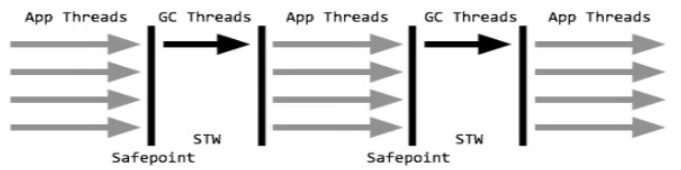 App Threads GC Threads App Threads GC Threads App Threads
STW STW
Safepoint Safepoint